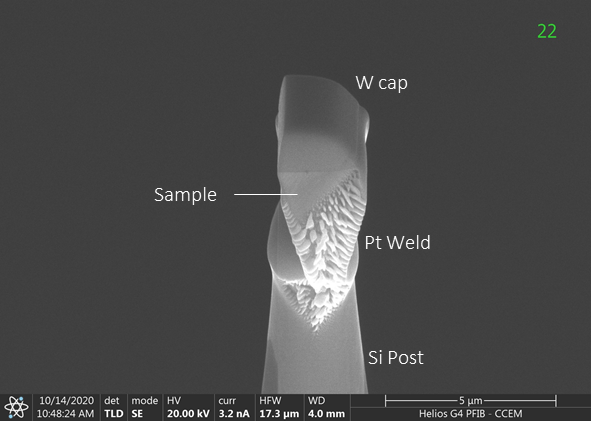 22
W cap
Sample
Pt Weld
Si Post
10/14/2020 det mode HV curr HFW WD 5 µm
10:48:24 AM TLD SE 20.00 kV 3.2 nA 17.3 µm 4.0 mm Helios G4 PFIB - CCEM